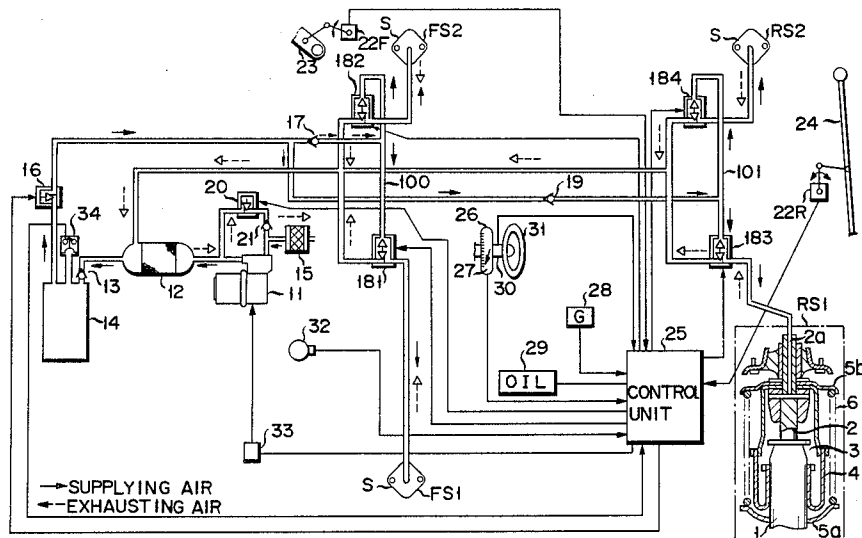 S FS2
22F
23
182
S RS2
184
24
17
16
20
100
101
19
34
21
26
31
22R
15
181
27
183
13
12
11
30
14
28
G
25
RS1
2a
32
29
OIL
CONTROL
UNIT
5b
6
2
33
3
4
SUPPLYING AIR
S FS1
EXHAUSTING AIR
1
5a